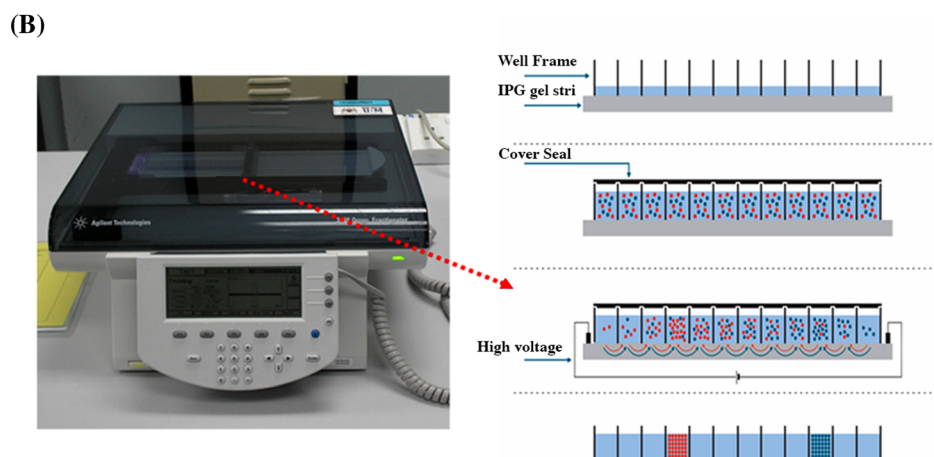 (B)
Well Frame
IPG gel stri
Cover Seal
Agilent Technologies
High voltage